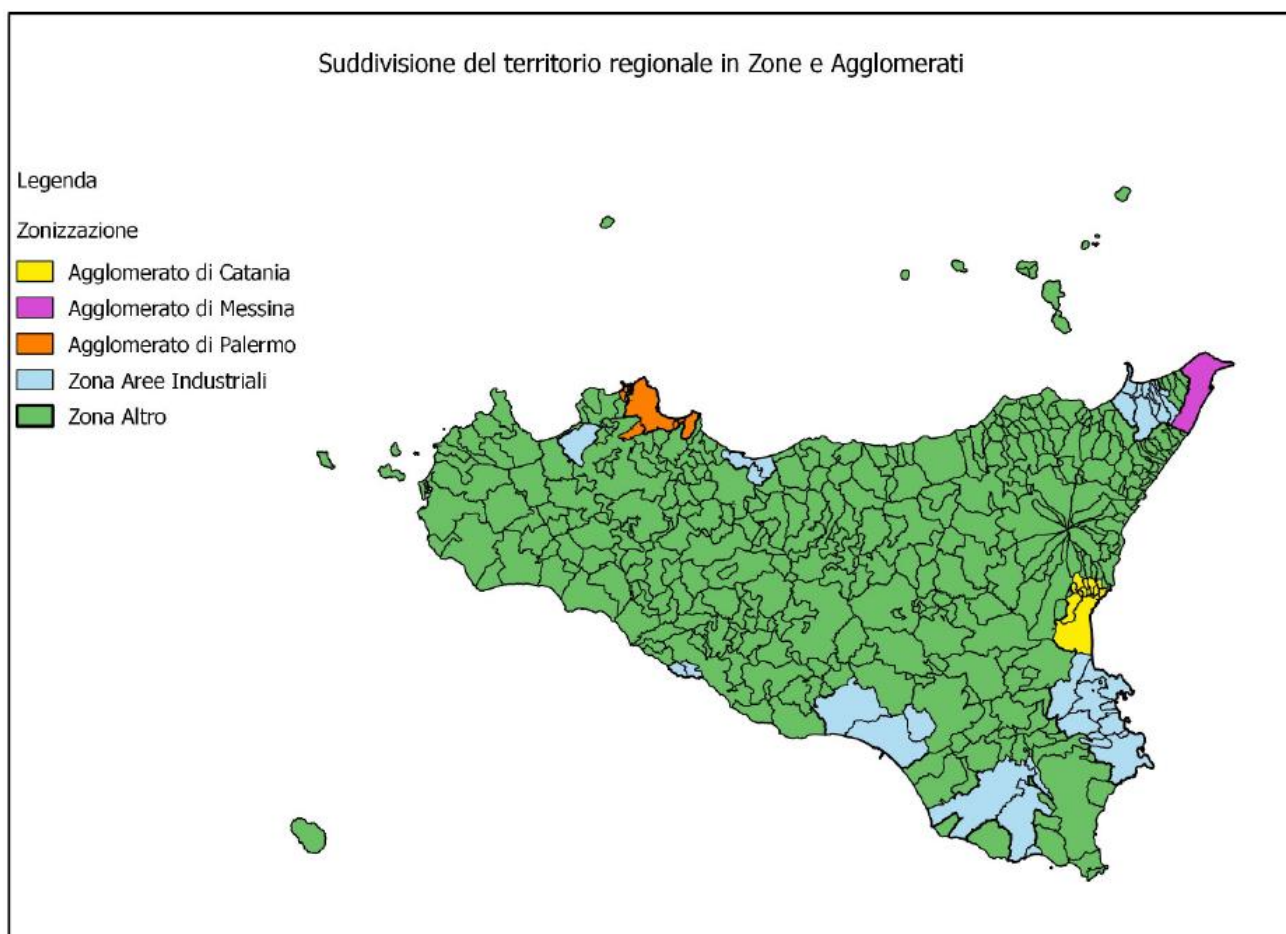 Suddivisione del territorio regionale in Zone e Agglomerati
Legenda
Zonizzazione
Agglomerato di Catania
Agglomerato di Messina
Agglomerato di Palermo
Zona Aree Industriali
Zona Altro